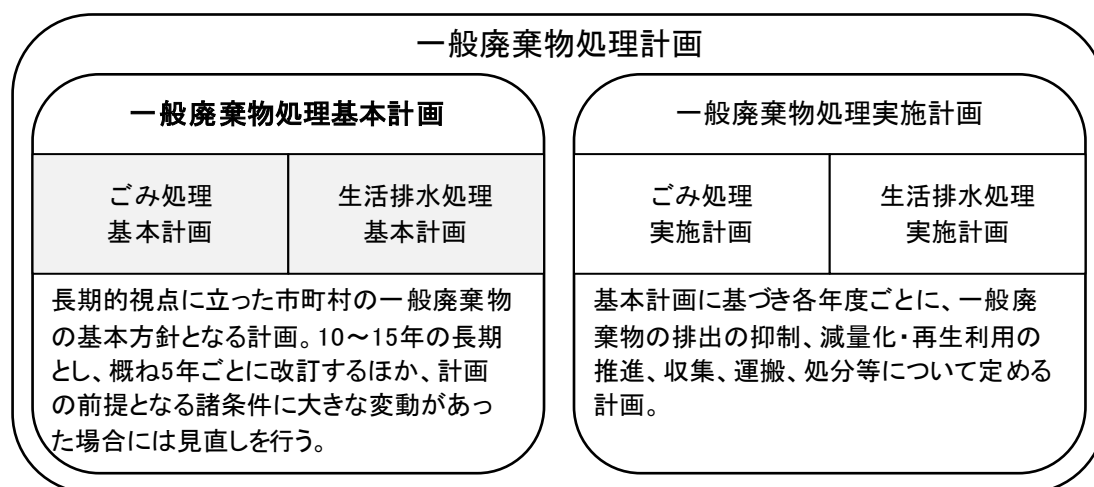 一般廃棄物処理計画
一般廃棄物処理基本計画
ごみ処理
基本計画
生活排水処理
基本計画
長期的視点に立った市町村の一般廃棄物
の基本方針となる計画。10～15年の長期
とし、概ね5年ごとに改訂するほか、計画
の前提となる諸条件に大きな変動があっ
た場合には見直しを行う。
一般廃棄物処理実施計画
ごみ処理
実施計画
生活排水処理
実施計画
基本計画に基づき各年度ごとに、一般廃
棄物の排出の抑制、減量化・再生利用の
推進、収集、運搬、処分等について定める
計画。